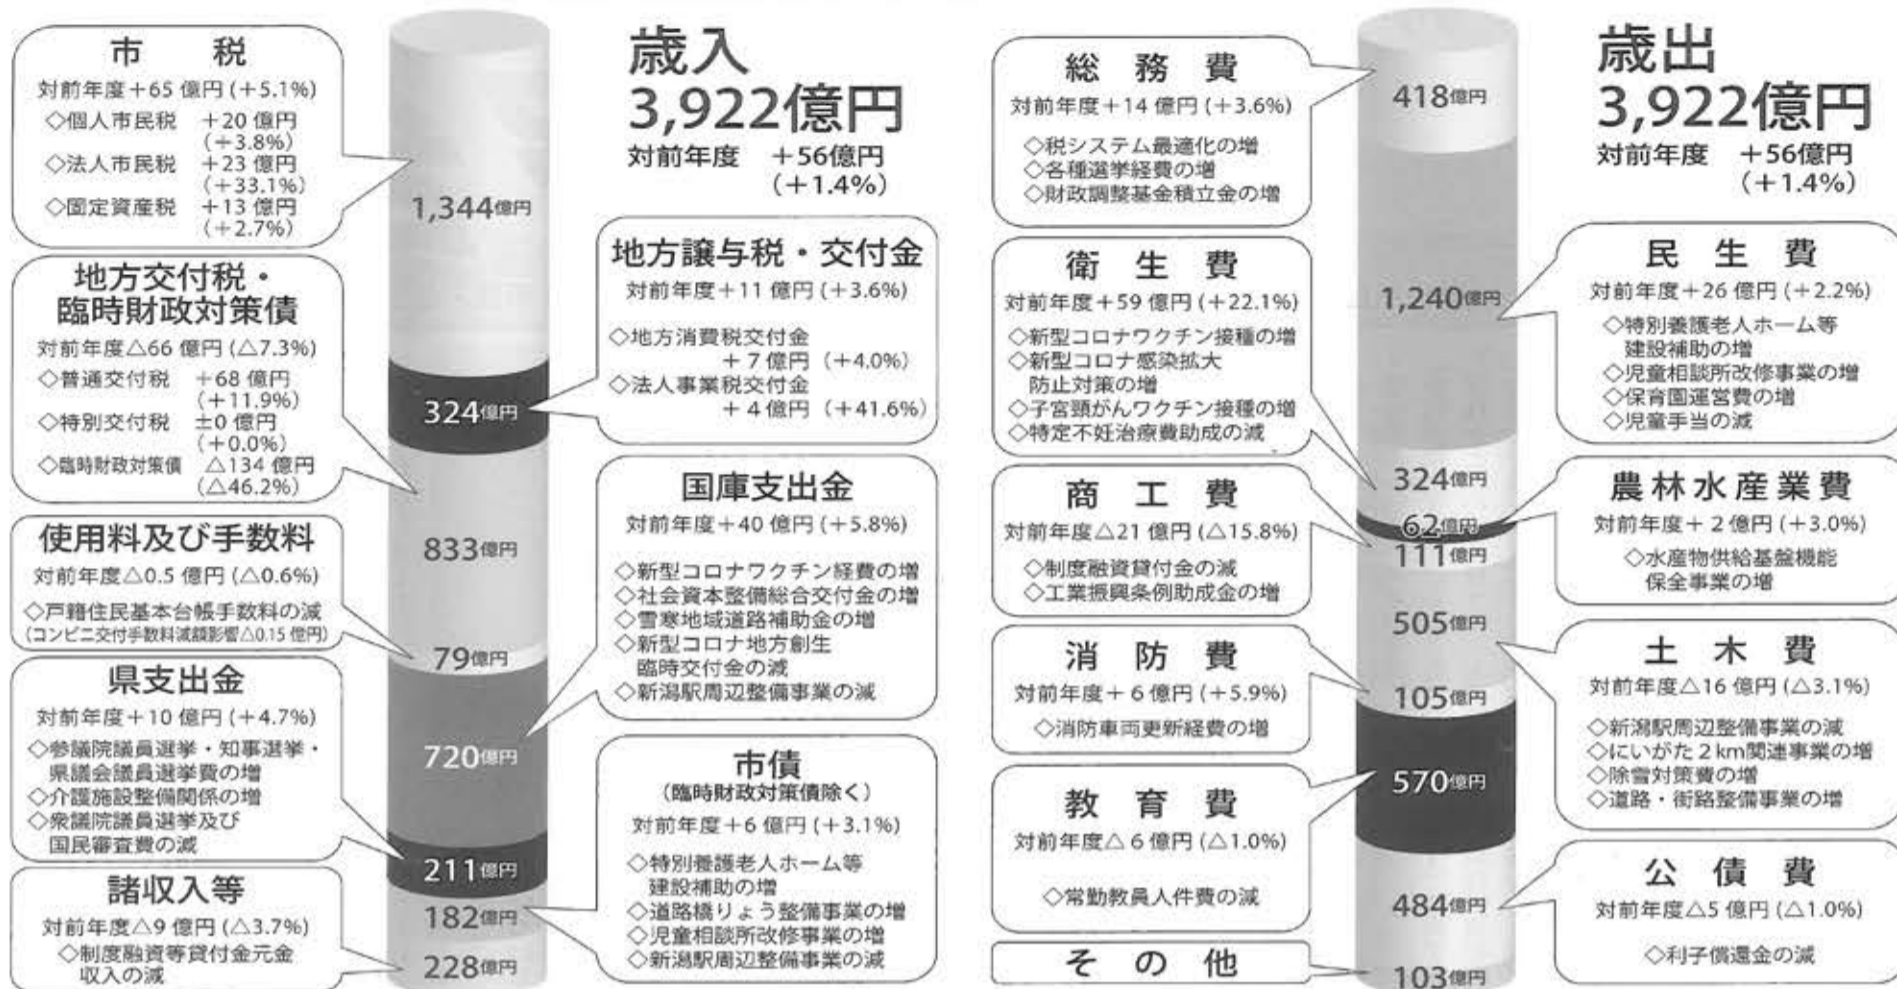 歳入
3,922億円
対前年度 +56億円
(+1.4%)
市税
対前年度+65億円(+5.1%)
◇個人市民税 +20億円
(+3.8%)
◇法人市民税 +23億円
(+33.1%)
◇固定資産税 +13億円
(+2.7%)
1,344億円
地方譲与税・交付金
対前年度+11億円(+3.6%)
◇地方消費税交付金
+7億円(+4.0%)
◇法人事業税交付金
+4億円(+41.6%)
324億円
地方交付税・
臨時財政対策債
対前年度△66億円(△7.3%)
◇普通交付税 +68億円
(+11.9%)
◇特別交付税 ±0億円
(+0.0%)
◇臨時財政対策債 △134億円
(△46.2%)
833億円
使用料及び手数料
対前年度△0.5億円(△0.6%)
◇戸籍住民基本台帳手数料の減
(コンビニ交付手数料減額影響△0.15億円)
79億円
国庫支出金
対前年度+40億円(+5.8%)
◇新型コロナワクチン経費の増
◇社会資本整備総合交付金の増
◇雪寒地域道路補助金の増
◇新型コロナ地方創生
臨時交付金の減
◇新潟駅周辺整備事業の減
720億円
県支出金
対前年度+10億円(+4.7%)
◇参議院議員選挙・知事選挙・
県議会議員選挙費の増
◇介護施設整備関係の増
◇衆議院議員選挙及び
国民審査費の減
211億円
市債
(臨時財政対策債除く)
対前年度+6億円(+3.1%)
◇特別養護老人ホーム等
建設補助の増
◇道路橋りょう整備事業の増
◇児童相談所改修事業の増
◇新潟駅周辺整備事業の減
182億円
諸収入等
対前年度△9億円(△3.7%)
◇制度融資等貸付金元金
収入の減
228億円
歳出
3,922億円
対前年度 +56億円
(+1.4%)
総務費
対前年度+14億円(+3.6%)
◇税システム最適化の増
◇各種選挙経費の増
◇財政調整基金積立金の増
418億円
民生費
対前年度+26億円(+2.2%)
◇特別養護老人ホーム等
建設補助の増
◇児童相談所改修事業の増
◇保育園運営費の増
◇児童手当の減
1,240億円
衛生費
対前年度+59億円(+22.1%)
◇新型コロナワクチン接種の増
◇新型コロナ感染拡大
防止対策の増
◇子宮頸がんワクチン接種の増
◇特定不妊治療費助成の減
324億円
農林水産業費
対前年度+2億円(+3.0%)
◇水産物供給基盤機能
保全事業の増
62億円
商工費
対前年度△21億円(△15.8%)
◇制度融資貸付金の減
◇工業振興条例助成金の増
111億円
土木費
対前年度△16億円(△3.1%)
◇新潟駅周辺整備事業の減
◇にいがた2km関連事業の増
◇除雪対策費の増
◇道路・街路整備事業の増
505億円
消防費
対前年度+6億円(+5.9%)
◇消防車両更新経費の増
105億円
教育費
対前年度△6億円(△1.0%)
◇常勤教員人件費の減
570億円
公債費
対前年度△5億円(△1.0%)
◇利子償還金の減
484億円
その他
103億円